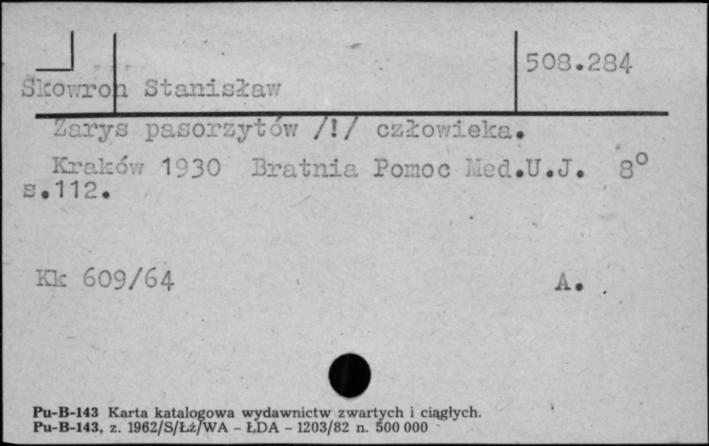 508.284
Skowron Stanisław
Zarys pasorzytów /!/ człowieka.
Kraków 1930 Bratnia Pomoc Med.U.J. 8°
s.112.
Kk 609/64 A.
Pu-B-143 Karta katalogowa wydawnictw zwartych i ciągłych.
Pu-B-143, z. 1962/S/Łż/WA - ŁDA - 1203/82 n. 500 000